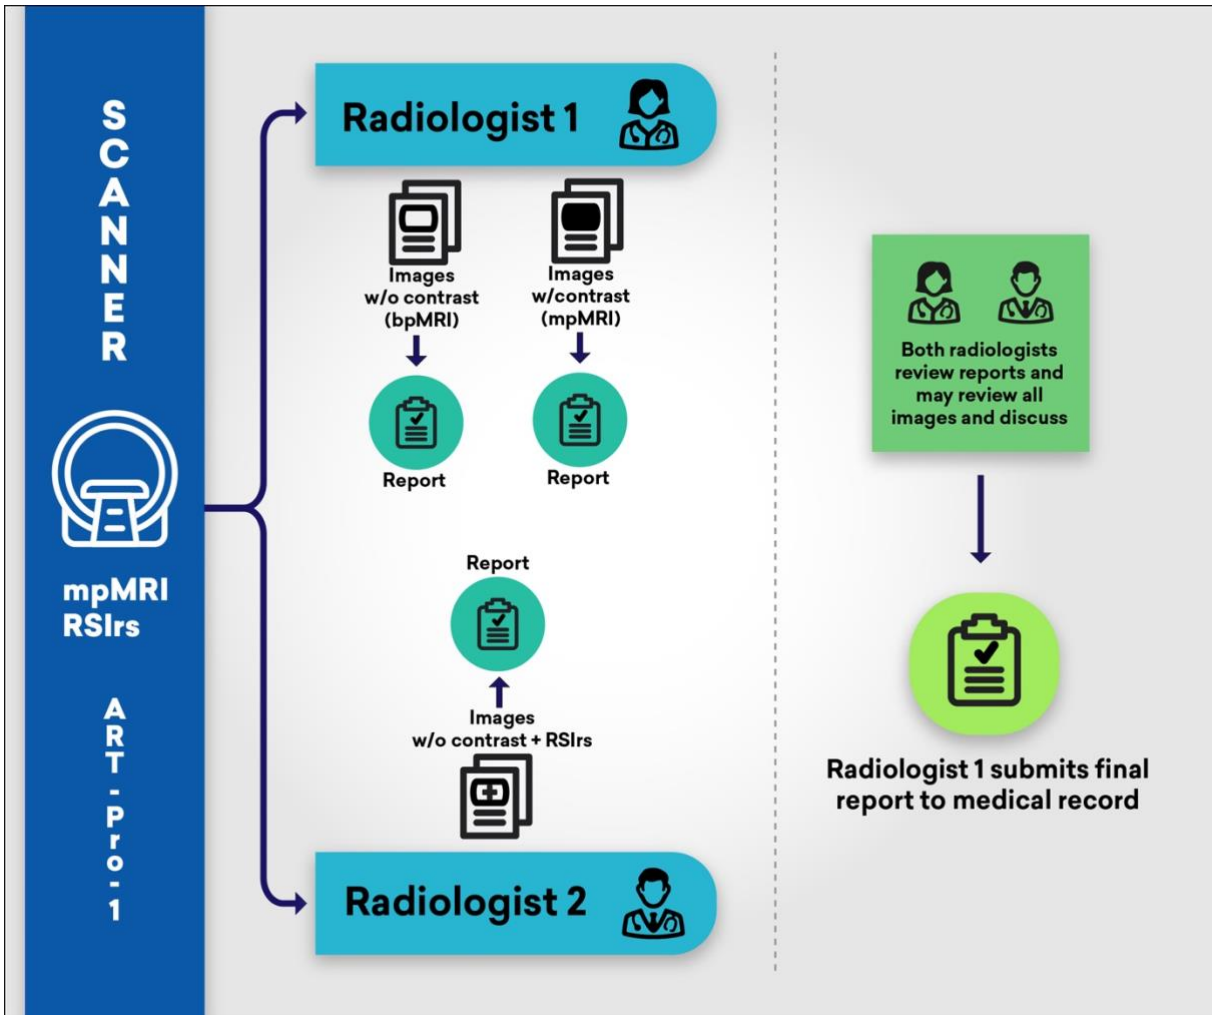 SCANNER
mpMRI
RSIrs
ART-Pro-1
Radiologist 1
Images
w/o contrast
(bpMRI)
Report
Images
w/contrast
(mpMRI)
Report
Report
Images
w/o contrast + RSIrs
Radiologist 2
Both radiologists
review reports and
may review all
images and discuss
Radiologist 1 submits final
report to medical record